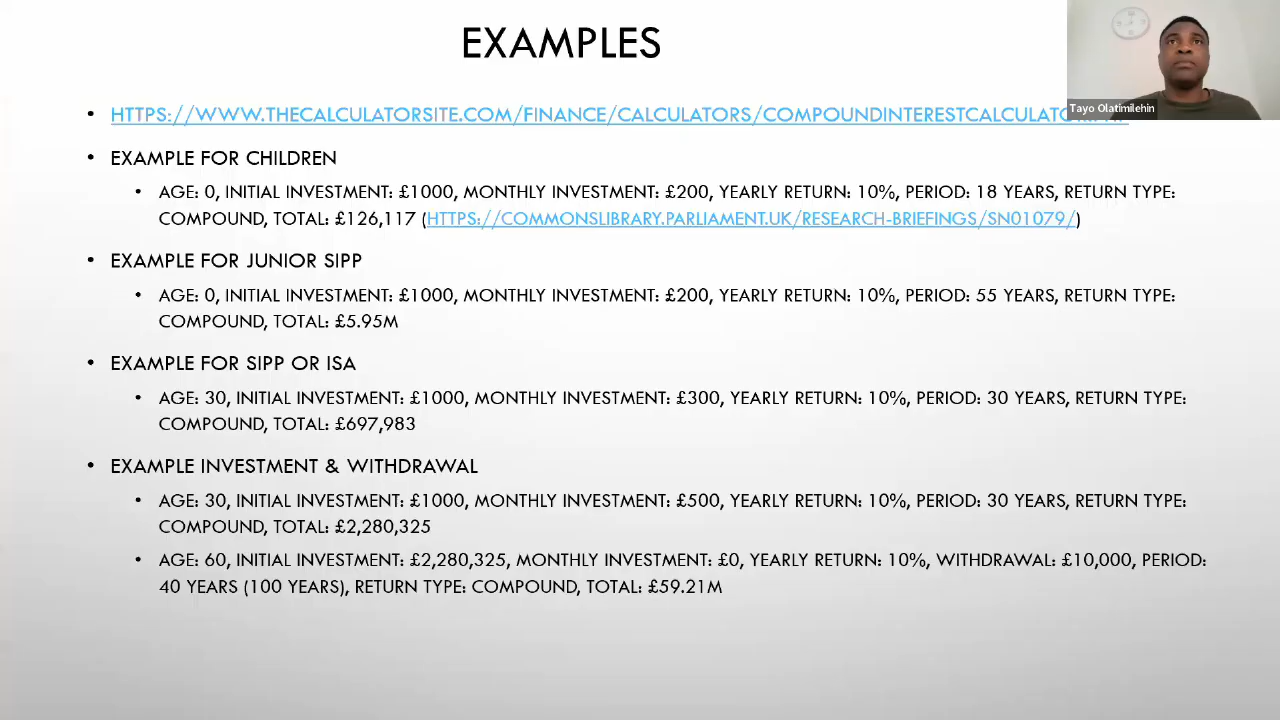 EXAMPLES
Tayo Olatimilehin
• HTTPS://WWW.THECALCULATORSITE.COM/FINANCE/CALCULATORS/COMPOUNDINTERESTCALCULATOR
• EXAMPLE FOR CHILDREN
• AGE: 0, INITIAL INVESTMENT: £1000, MONTHLY INVESTMENT: £200, YEARLY RETURN: 10%, PERIOD: 18 YEARS, RETURN TYPE:
COMPOUND, TOTAL: £126,117 (HTTPS://COMMONSLIBRARY.PARLIAMENT.UK/RESEARCH-BRIEFINGS/SN01079/)
• EXAMPLE FOR JUNIOR SIPP
• AGE: 0, INITIAL INVESTMENT: £1000, MONTHLY INVESTMENT: £200, YEARLY RETURN: 10%, PERIOD: 55 YEARS, RETURN TYPE:
COMPOUND, TOTAL: £5.95M
• EXAMPLE FOR SIPP OR ISA
• AGE: 30, INITIAL INVESTMENT: £1000, MONTHLY INVESTMENT: £300, YEARLY RETURN: 10%, PERIOD: 30 YEARS, RETURN TYPE:
COMPOUND, TOTAL: £697,983
• EXAMPLE INVESTMENT & WITHDRAWAL
• AGE: 30, INITIAL INVESTMENT: £1000, MONTHLY INVESTMENT: £500, YEARLY RETURN: 10%, PERIOD: 30 YEARS, RETURN TYPE:
COMPOUND, TOTAL: £2,280,325
• AGE: 60, INITIAL INVESTMENT: £2,280,325, MONTHLY INVESTMENT: £0, YEARLY RETURN: 10%, WITHDRAWAL: £10,000, PERIOD:
40 YEARS (100 YEARS), RETURN TYPE: COMPOUND, TOTAL: £59.21M